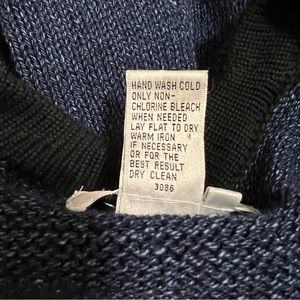 HAND WASH COLD
ONLY NON-
CHLORINE BLEACH
WHEN NEEDED
LAY FLAT TO DRY
WARM IRON
IF NECESSARY
OR FOR THE
BEST RESULT
DRY CLEAN
3086